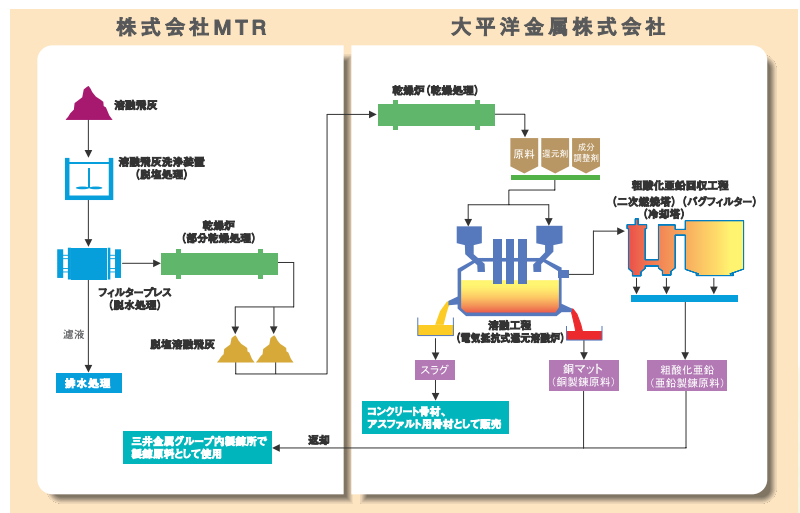 株式会社MTR
大平洋金属株式会社
溶融飛灰
溶融飛灰洗浄装置
(脱塩処理)
乾燥炉
(部分乾燥処理)
フィルタープレス
(脱水処理)
濾液
排水処理
脱塩溶融飛灰
乾燥炉(乾燥処理)
原料
還元剤
成分
調整剤
粗酸化亜鉛回収工程
(二次燃焼塔)(バグフィルター)
(冷却塔)
溶融工程
(電気抵抗式還元溶融炉)
スラグ
銅マット
(銅製錬原料)
粗酸化亜鉛
(亜鉛製錬原料)
コンクリート骨材、
アスファルト用骨材として販売
返却
三井金属グループ内製錬所で
製錬原料として使用